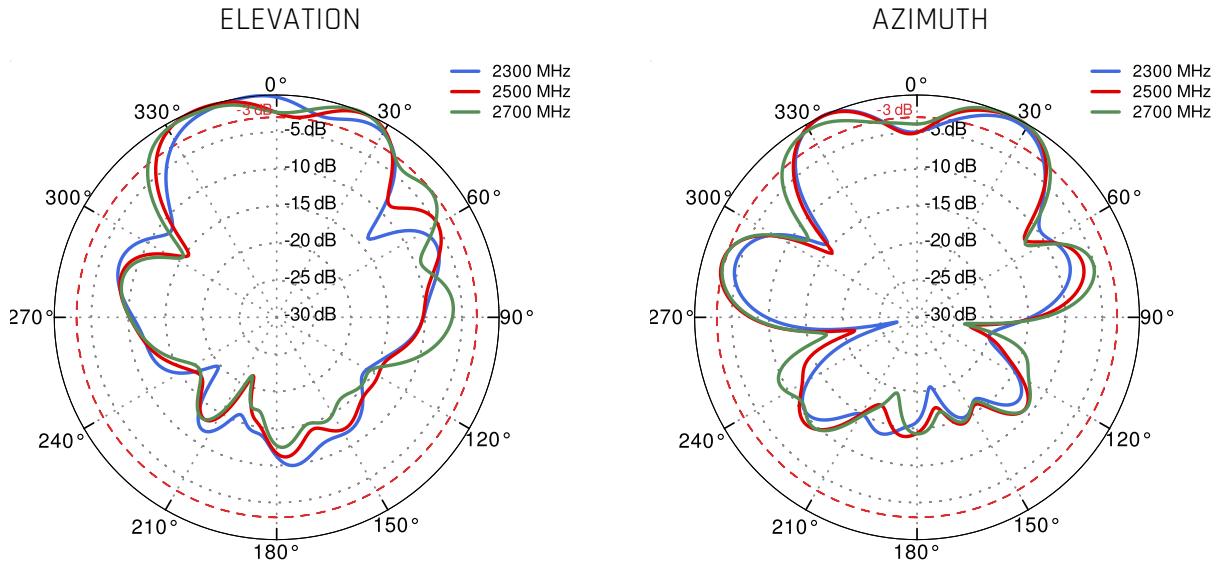 ELEVATION
2300 MHz
2500 MHz
2700 MHz
0°
30°
60°
90°
120°
150°
180°
210°
240°
270°
300°
330°
-3 dB
-5 dB
-10 dB
-15 dB
-20 dB
-25 dB
-30 dB
AZIMUTH
2300 MHz
2500 MHz
2700 MHz
0°
30°
60°
90°
120°
150°
180°
210°
240°
270°
300°
330°
-3 dB
-5 dB
-10 dB
-15 dB
-20 dB
-25 dB
-30 dB